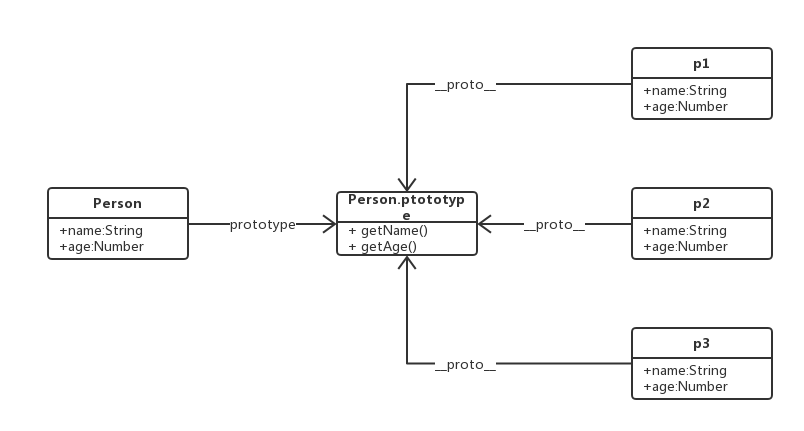 p1
+name:String
+age:Number
__proto__
Person
+name:String
+age:Number
prototype
Person.ptototyp
e
+ getName()
+ getAge()
__proto__
p2
+name:String
+age:Number
p3
+name:String
+age:Number
__proto__